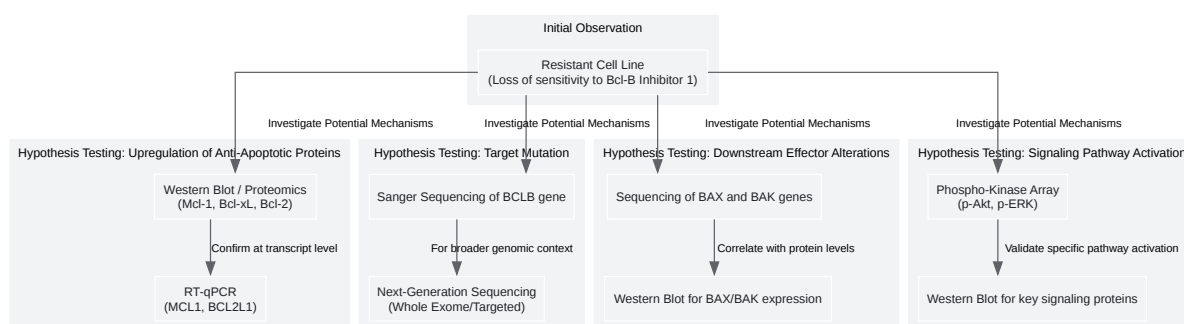 Initial Observation
Resistant Cell Line
(Loss of sensitivity to Bcl-B Inhibitor 1)
Investigate Potential Mechanisms
Investigate Potential Mechanisms
Investigate Potential Mechanisms
Investigate Potential Mechanisms
Hypothesis Testing: Upregulation of Anti-Apoptotic Proteins
Western Blot / Proteomics
(Mcl-1, Bcl-xL, Bcl-2)
Confirm at transcript level
RT-qPCR
(MCL1, BCL2L1)
Hypothesis Testing: Target Mutation
Sanger Sequencing of BCLB gene
For broader genomic context
Next-Generation Sequencing
(Whole Exome/Targeted)
Hypothesis Testing: Downstream Effector Alterations
Sequencing of BAX and BAK genes
Correlate with protein levels
Western Blot for BAX/BAK expression
Hypothesis Testing: Signaling Pathway Activation
Phospho-Kinase Array
(p-Akt, p-ERK)
Validate specific pathway activation
Western Blot for key signaling proteins